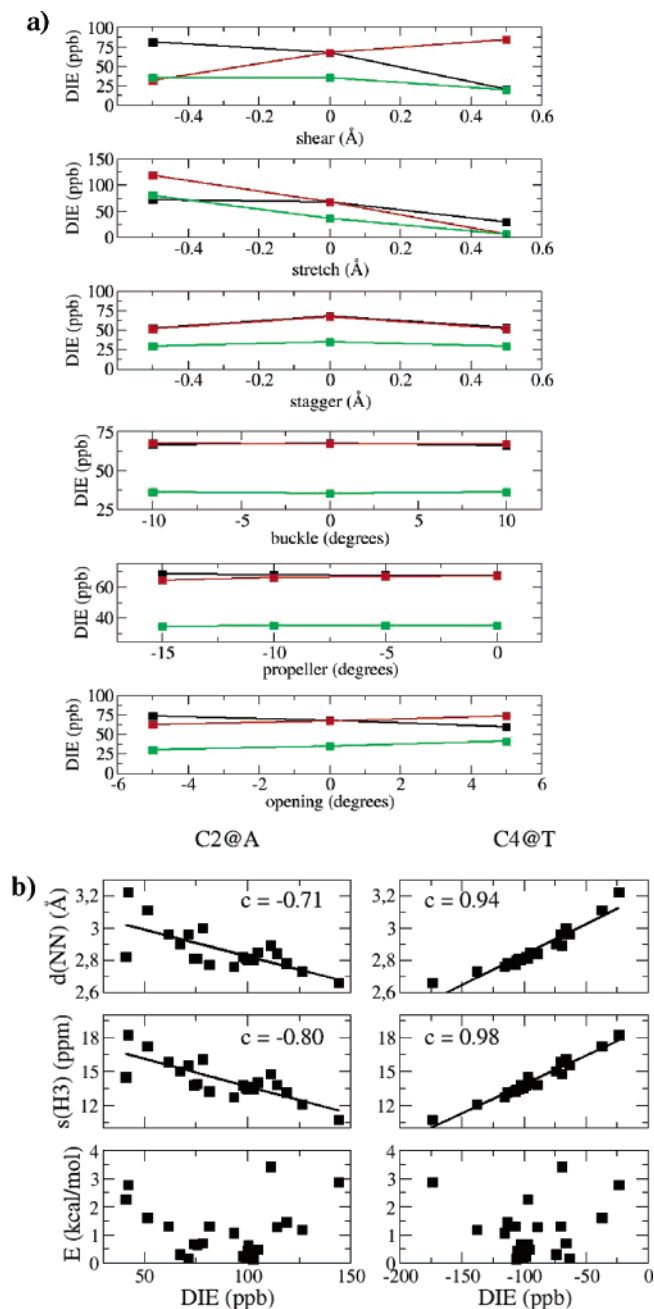 a)
DIE (ppb)
100
75
50
25
0
-0.4 -0.2 0 0.2 0.4 0.6
shear (Å)
DIE (ppb)
150
100
50
0
-0.4 -0.2 0 0.2 0.4 0.6
stretch (Å)
DIE (ppb)
100
75
50
25
0
-0.4 -0.2 0 0.2 0.4 0.6
stagger (Å)
DIE (ppb)
75
50
25
-10 -5 0 5 10
buckle (degrees)
DIE (ppb)
60
40
-15 -10 -5 0
propeller (degrees)
DIE (ppb)
100
75
50
25
0
-6 -4 -2 0 2 4 6
opening (degrees)
C2@A C4@T
b)
d(NN) (Å)
3,2
3
2,8
2,6
c = -0.71 c = 0.94
s(H3) (ppm)
18
15
12
c = -0.80 c = 0.98
E (kcal/mol)
4
3
2
1
0
50 100 150 -200 -150 -100 -50 0
DIE (ppb) DIE (ppb)